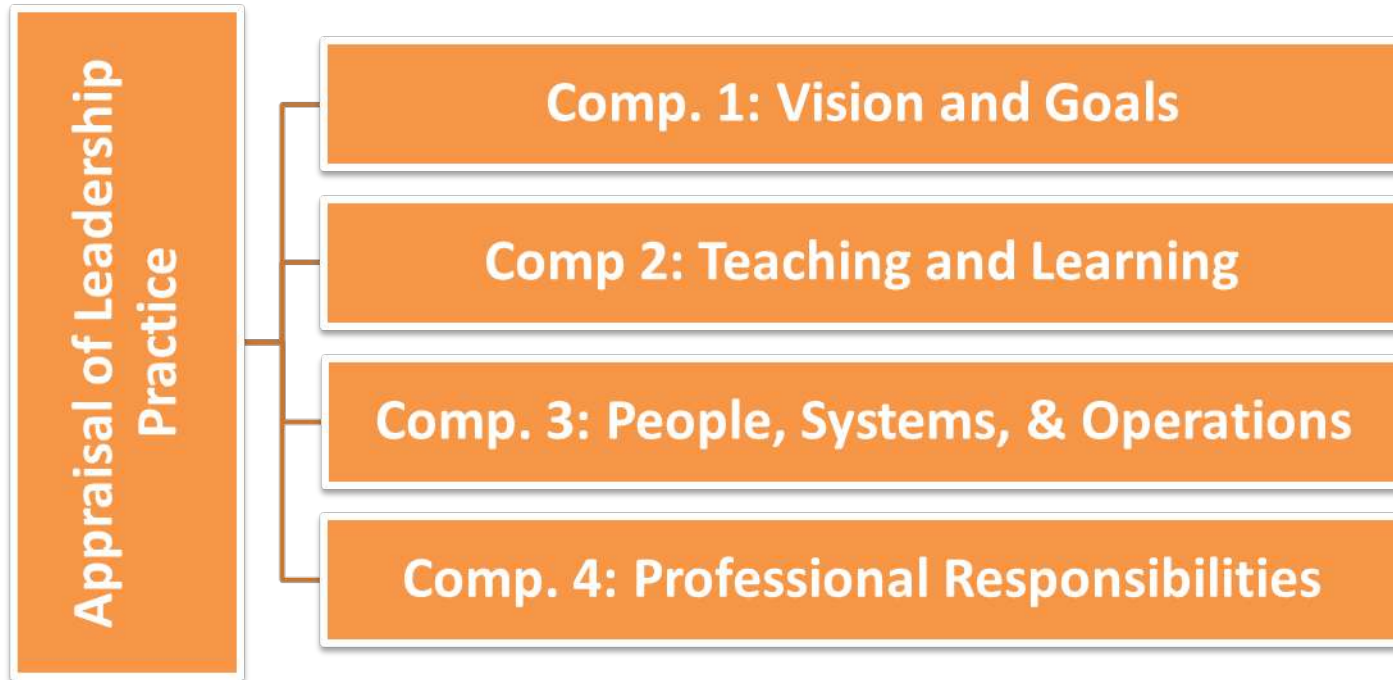 Appraisal of Leadership
Practice
Comp. 1: Vision and Goals
Comp 2: Teaching and Learning
Comp. 3: People, Systems, & Operations
Comp. 4: Professional Responsibilities